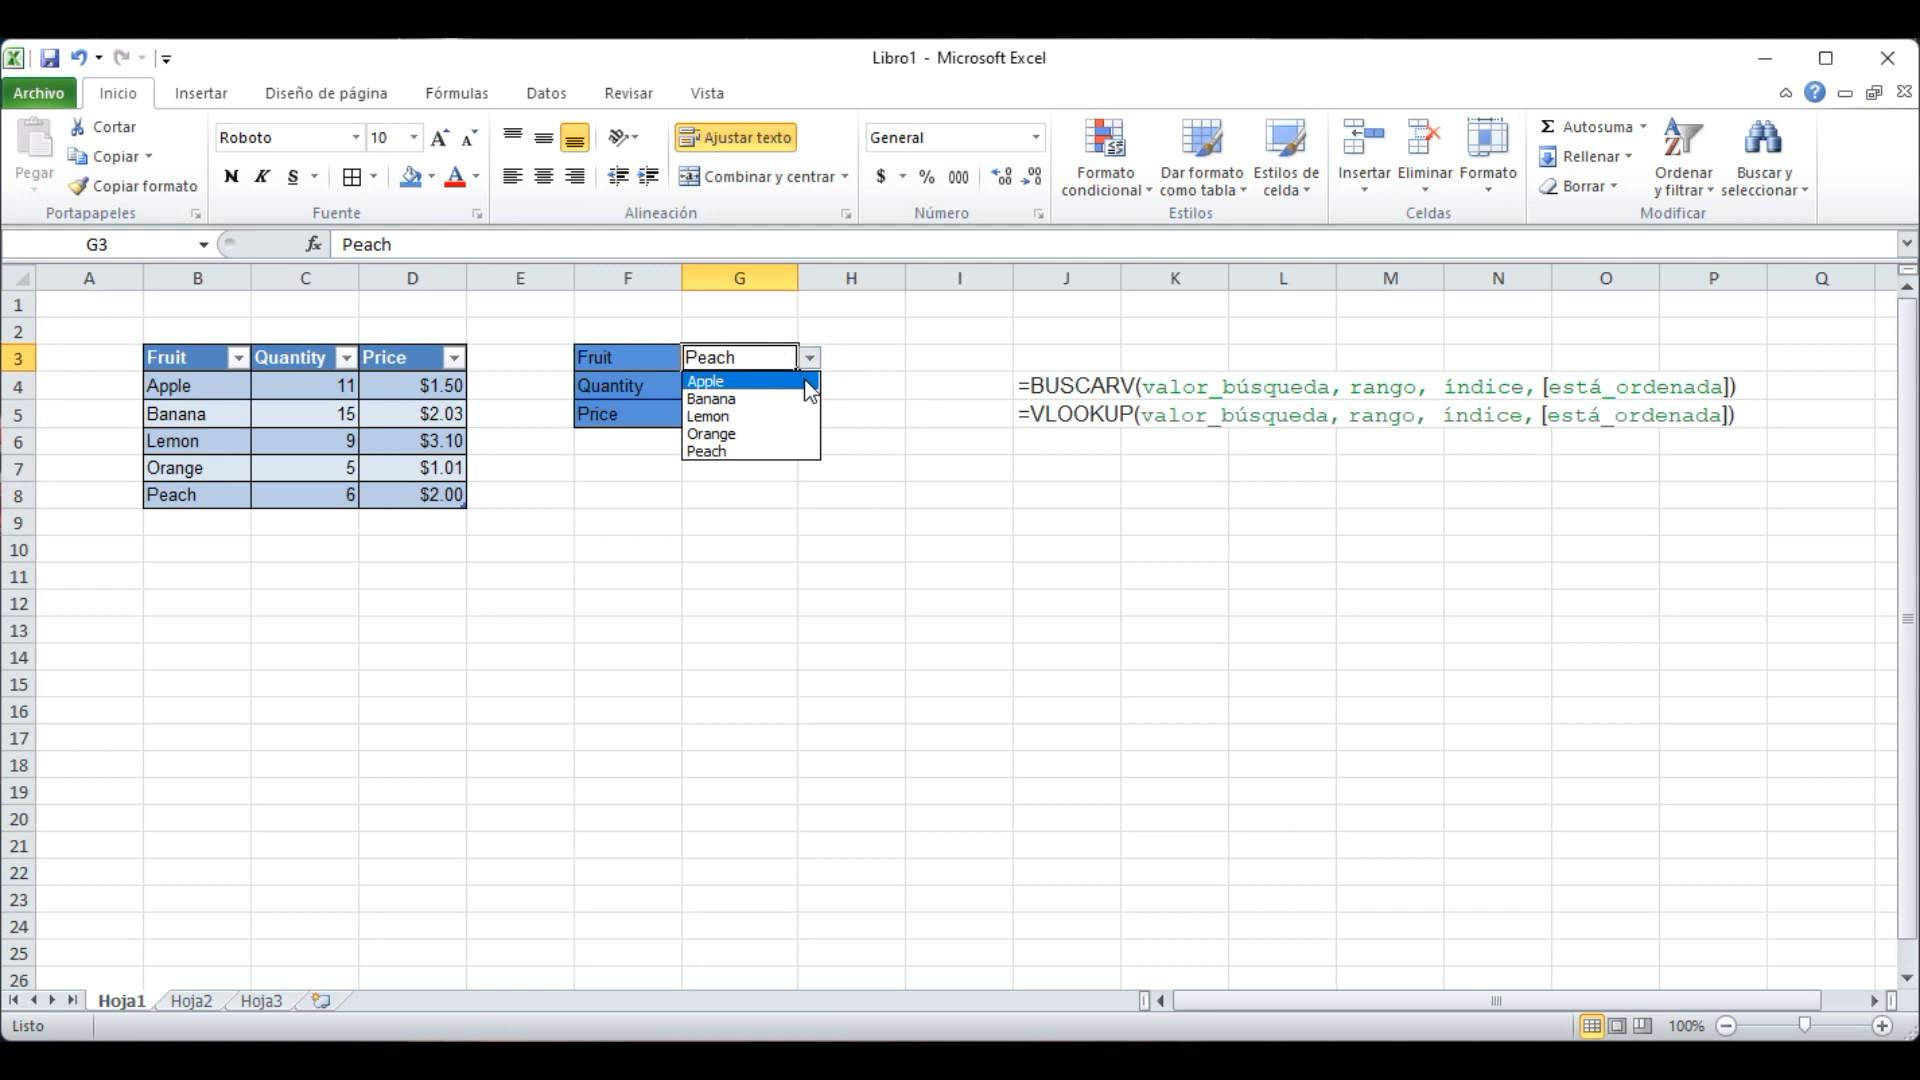 Libro1 - Microsoft Excel
Archivo Inicio Insertar Diseño de página Fórmulas Datos Revisar Vista
Pegar
Cortar
Copiar
Copiar formato
Portapapeles
Roboto 10
N K S A
Fuente
Ajustar texto
Combinar y centrar
Alineación
General
$ % 000
Número
Formato condicional
Dar formato como tabla
Estilos de celda
Estilos
Insertar Eliminar Formato
Celdas
Σ Autosuma
Rellenar
Borrar
Ordenar y filtrar
Buscar y seleccionar
Modificar
G3 fx Peach
A B C D E F G H I J K L M N O P Q
1
2
3 Fruit Quantity Price Fruit Peach
4 Apple 11 $1.50 Quantity Apple =BUSCARV(valor_búsqueda, rango, índice, [está_ordenada])
Banana
5 Banana 15 $2.03 Price Lemon =VLOOKUP(valor_búsqueda, rango, índice, [está_ordenada])
6 Lemon 9 $3.10 Orange
Peach
7 Orange 5 $1.01
8 Peach 6 $2.00
9
10
11
12
13
14
15
16
17
18
19
20
21
22
23
24
25
26
Hoja1 Hoja2 Hoja3
Listo 100%